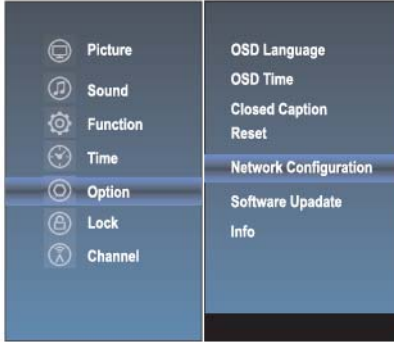 Picture
Sound
Function
Time
Option
Lock
Channel
OSD Language
OSD Time
Closed Caption
Reset
Network Configuration
Software Upadate
Info